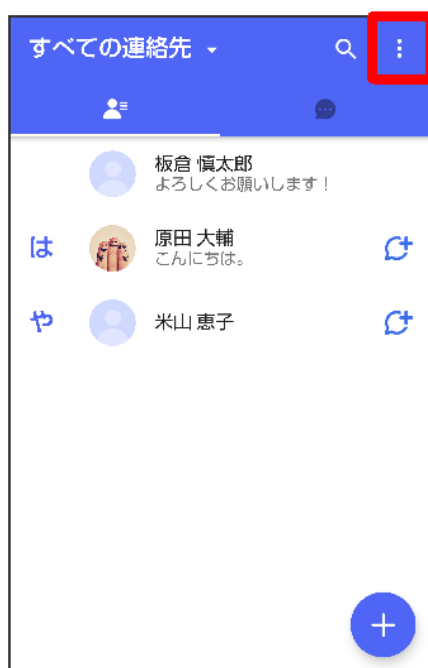 すべての連絡先
板倉 慎太郎
よろしくお願いします！
は
原田 大輔
こんにちは。
や
米山 恵子